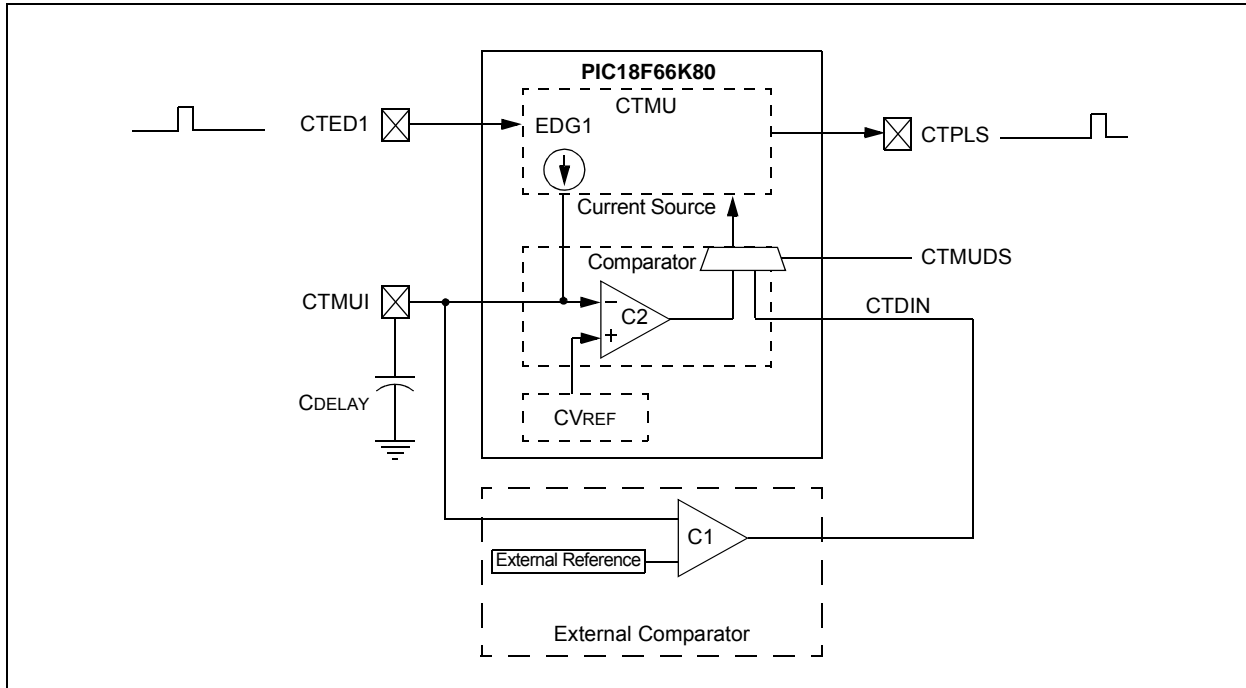 PIC18F66K80
CTMU
CTED1
EDG1
CTPLS
Current Source
Comparator
CTMUDS
CTMUI
−
C2
+
CTDIN
CDELAY
CVREF
C1
External Reference
External Comparator